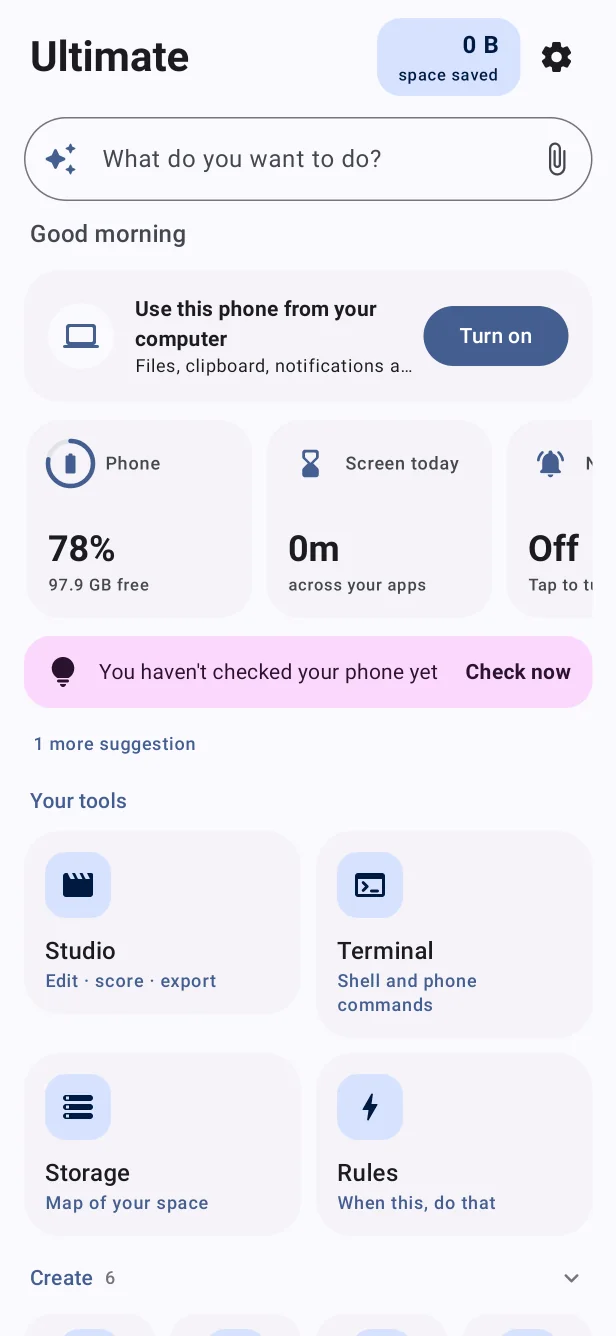 Ultimate
0 B
space saved
What do you want to do?
Good morning
Use this phone from your
computer
Files, clipboard, notifications a…
Turn on
Phone
78%
97.9 GB free
Screen today
0m
across your apps
Off
Tap to
You haven't checked your phone yet
Check now
1 more suggestion
Your tools
Studio
Edit · score · export
Terminal
Shell and phone
commands
Storage
Map of your space
Rules
When this, do that
Create 6